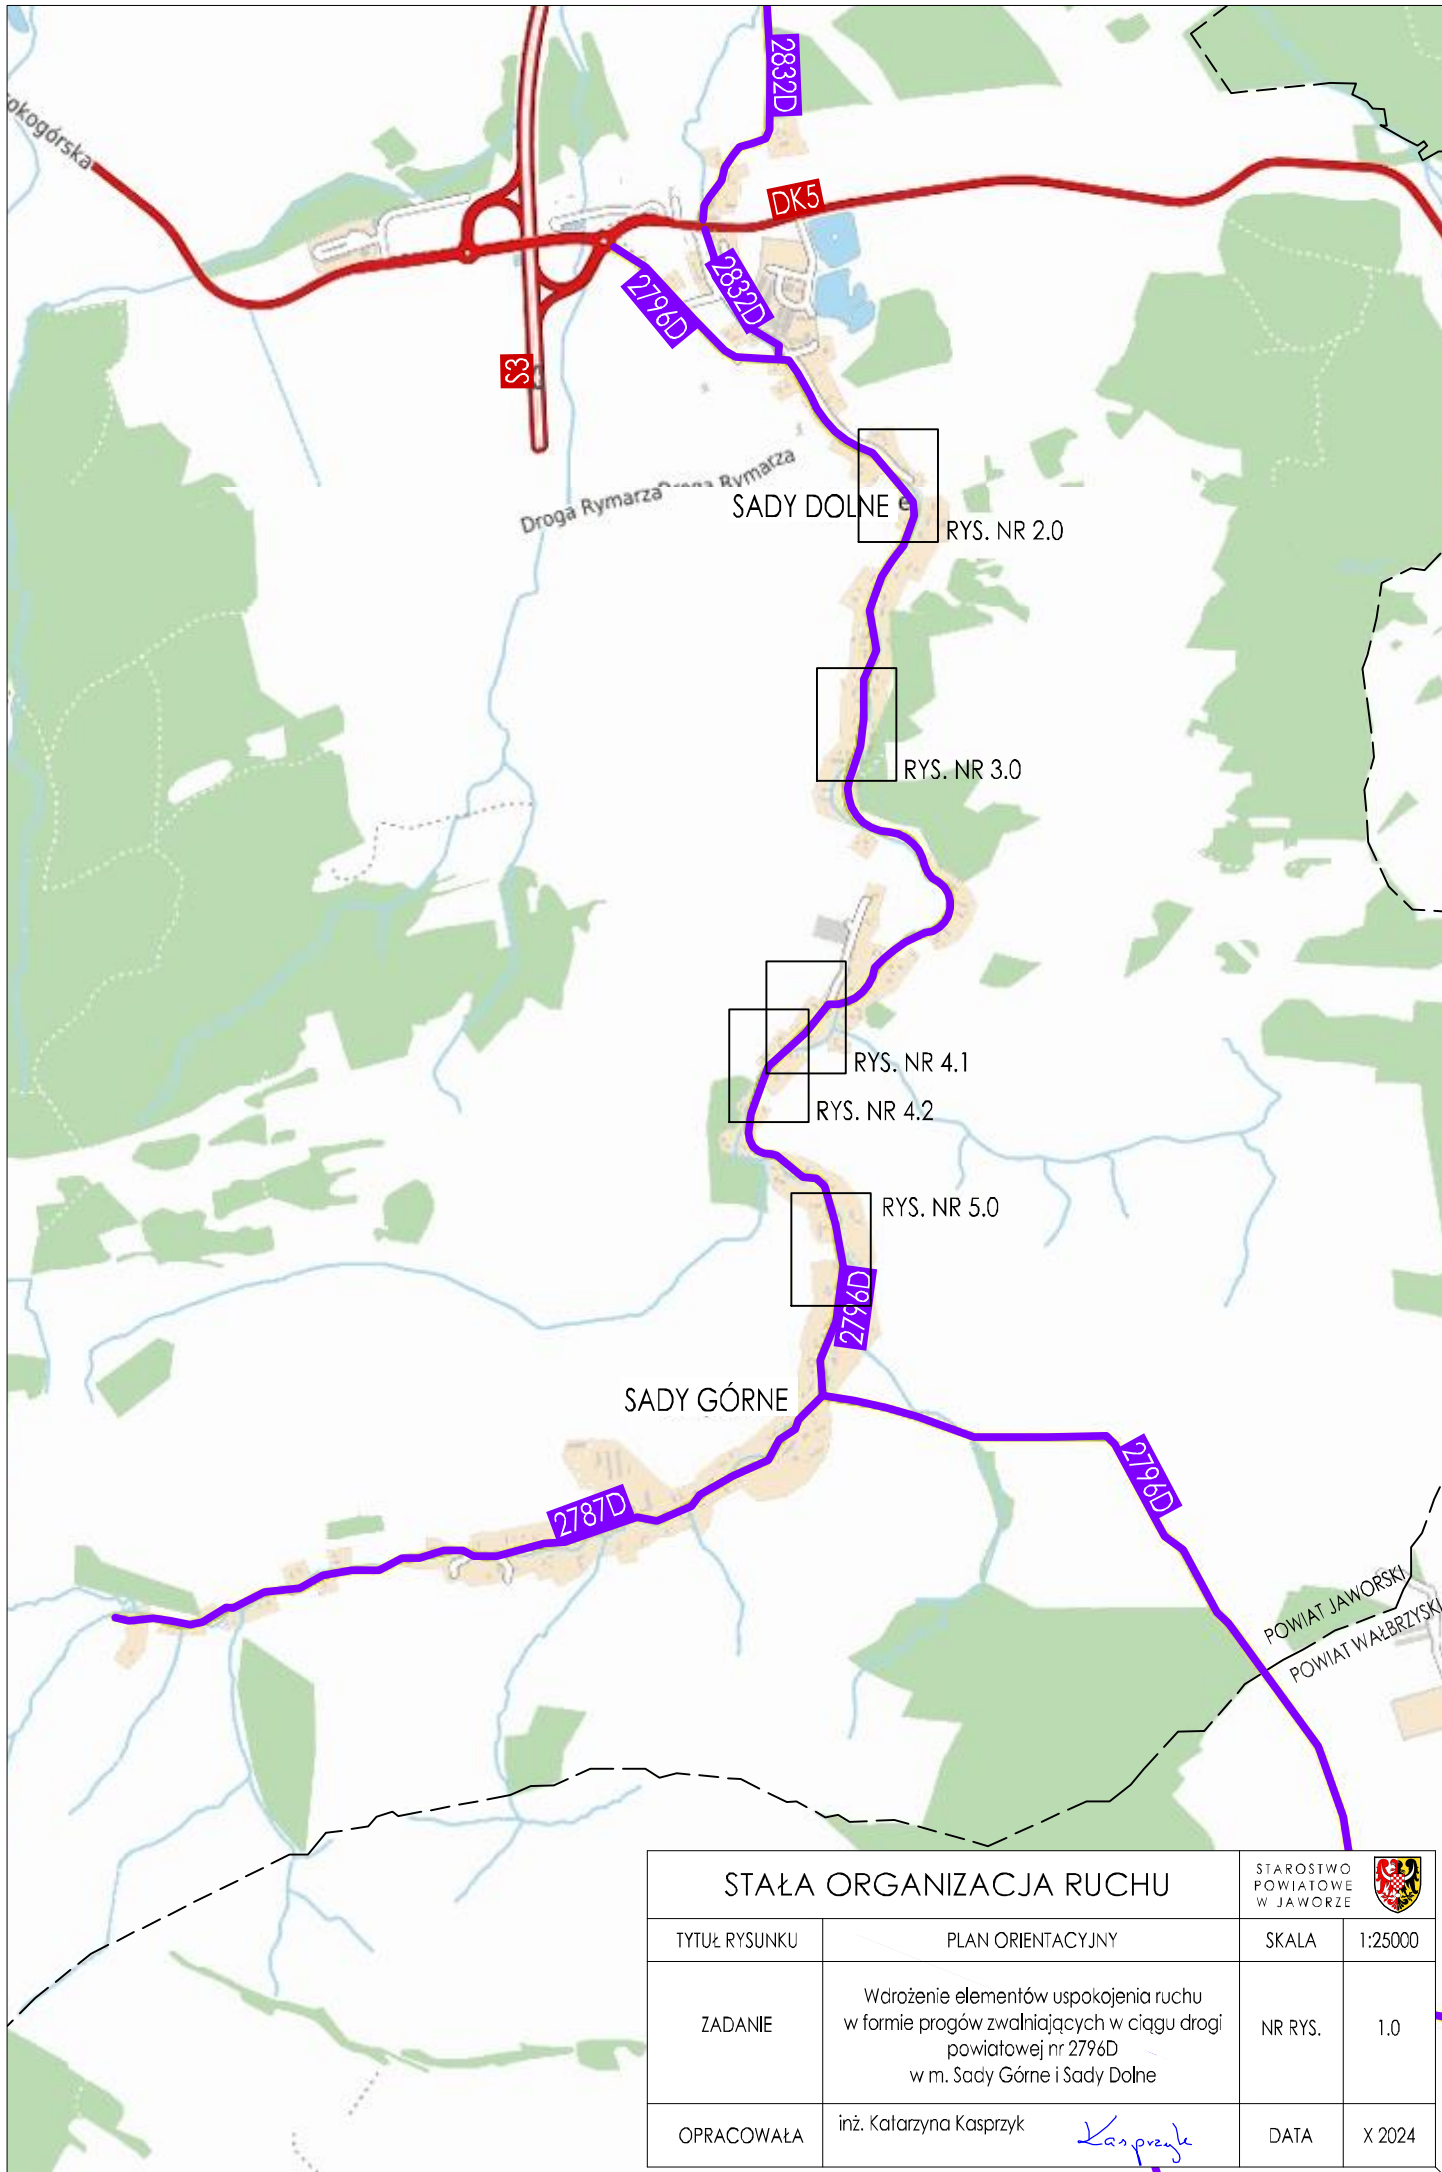 2832D
okogórska
DK5
2832D
2796D
S3
Droga Rymarza
Droga Rymarza
SADY DOLNE
RYS. NR 2.0
RYS. NR 3.0
RYS. NR 4.1
RYS. NR 4.2
RYS. NR 5.0
2796D
SADY GÓRNE
2796D
2787D
POWIAT JAWORSKI
POWIAT WAŁBRZYSKI
STAŁA ORGANIZACJA RUCHU
STAROSTWO
POWIATOWE
W JAWORZE
TYTUŁ RYSUNKU
PLAN ORIENTACYJNY
SKALA
1:25000
ZADANIE
Wdrożenie elementów uspokojenia ruchu
w formie progów zwalniających w ciągu drogi
powiatowej nr 2796D
w m. Sady Górne i Sady Dolne
NR RYS.
1.0
OPRACOWAŁA
inż. Katarzyna Kasprzyk
Kasprzyk
DATA
X 2024